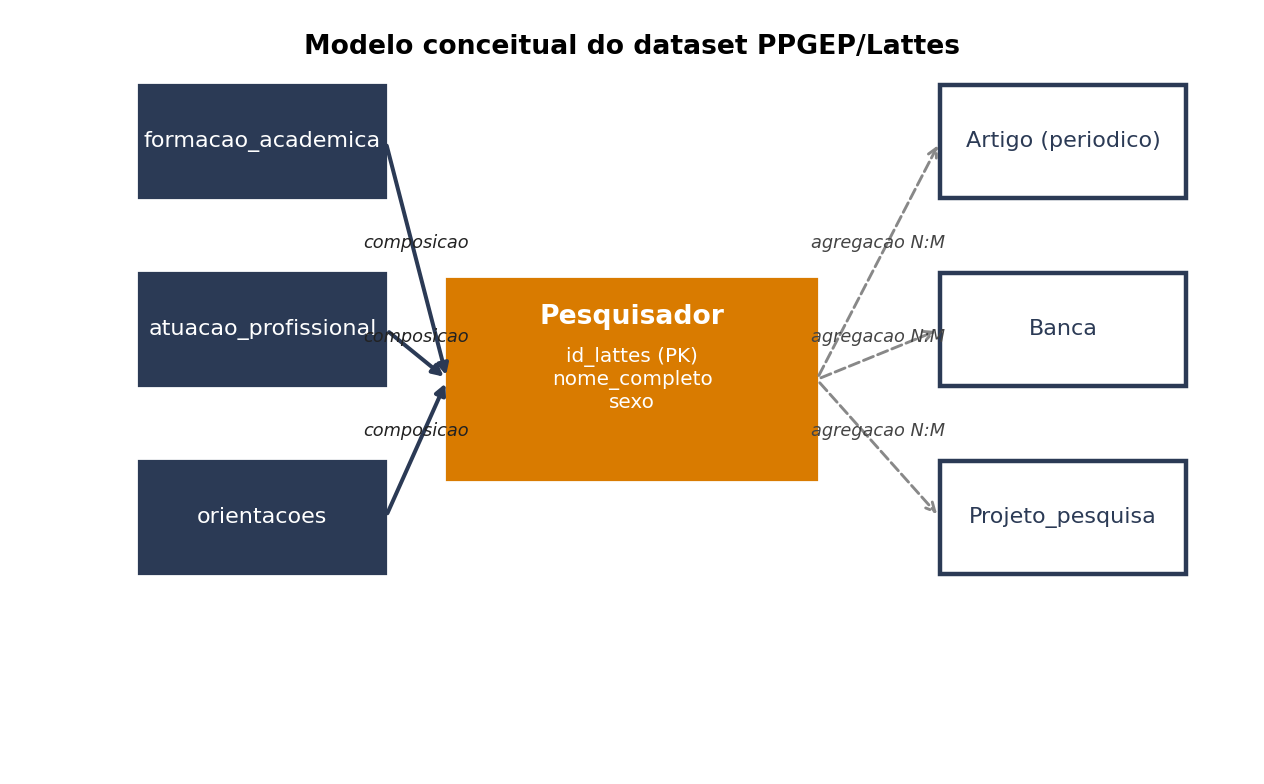 Modelo conceitual do dataset PPGEP/Lattes
formacao_academica
Artigo (periodico)
composicao
agregacao N:M
atuacao_profissional
composicao
Pesquisador
id_lattes (PK)
nome_completo
sexo
agregacao N:M
Banca
composicao
agregacao N:M
orientacoes
Projeto_pesquisa